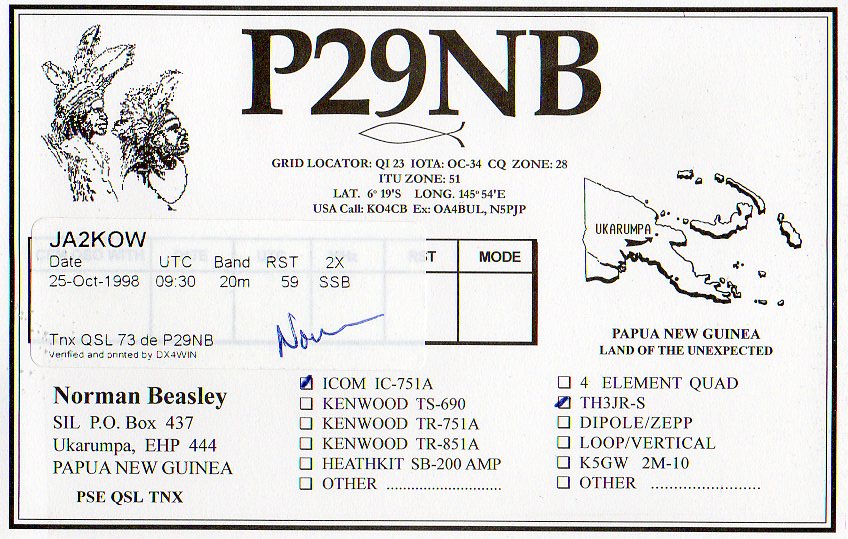 P29NB
GRID LOCATOR: QI 23 IOTA: OC-34 CQ ZONE: 28
ITU ZONE: 51
LAT. 6° 19'S LONG. 145° 54'E
USA Call: KO4CB Ex: OA4BUL, N5PJP
JA2KOW
Date UTC Band RST 2X
25-Oct-1998 09:30 20m 59 SSB
Tnx QSL 73 de P29NB
Verified and printed by DX4WIN
MODE
UKARUMPA
PAPUA NEW GUINEA
LAND OF THE UNEXPECTED
Norman Beasley
SIL P.O. Box 437
Ukarumpa, EHP 444
PAPUA NEW GUINEA
PSE QSL TNX
ICOM IC-751A
KENWOOD TS-690
KENWOOD TR-751A
KENWOOD TR-851A
HEATHKIT SB-200 AMP
OTHER ............................
4 ELEMENT QUAD
TH3JR-S
DIPOLE/ZEPP
LOOP/VERTICAL
K5GW 2M-10
OTHER ......................